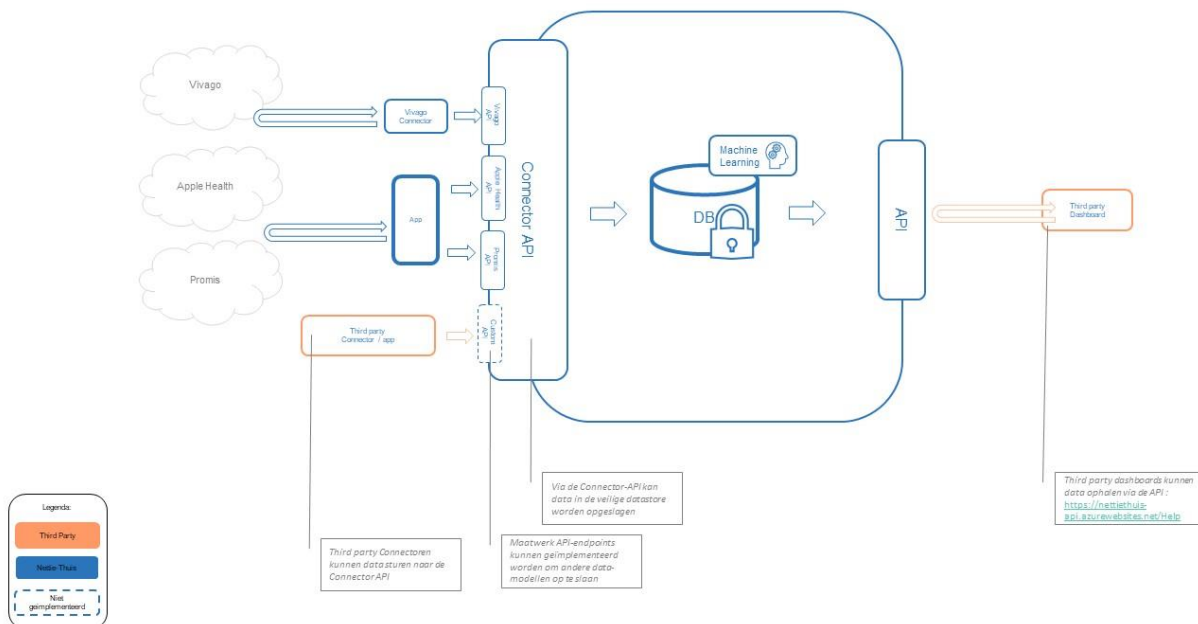 Vivago
Vivago
Connector
Vivago
API
Apple Health
App
Apple Health
API
Promis
Promis
API
Third party
Connector / app
Custom
API
Connector API
Machine
Learning
DB
API
Third party
Dashboard
Via de Connector-API kan
data in de veilige datastore
worden opgeslagen
Third party dashboards kunnen
data ophalen via de API :
https://nettiethuis-
api.azurewebsites.net/Help
Maatwerk API-endpoints
kunnen geïmplementeerd
worden om andere data-
modellen op te slaan
Third party Connectoren
kunnen data sturen naar de
Connector API
Legenda:
Third Party
Nettie-Thuis
Niet
geïmplementeerd